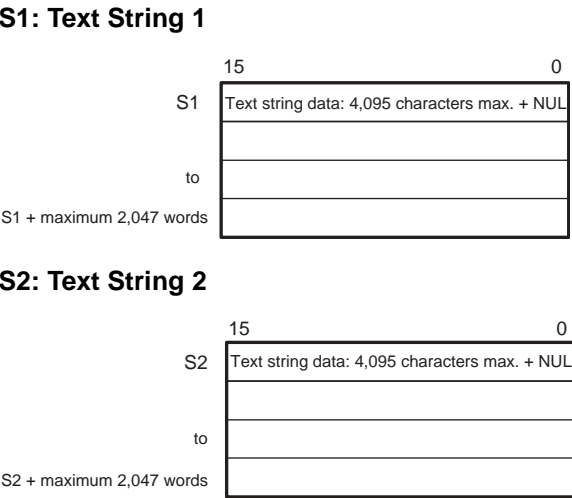 S1: Text String 1
15 0
S1 Text string data: 4,095 characters max. + NUL
to
S1 + maximum 2,047 words
S2: Text String 2
15 0
S2 Text string data: 4,095 characters max. + NUL
to
S2 + maximum 2,047 words